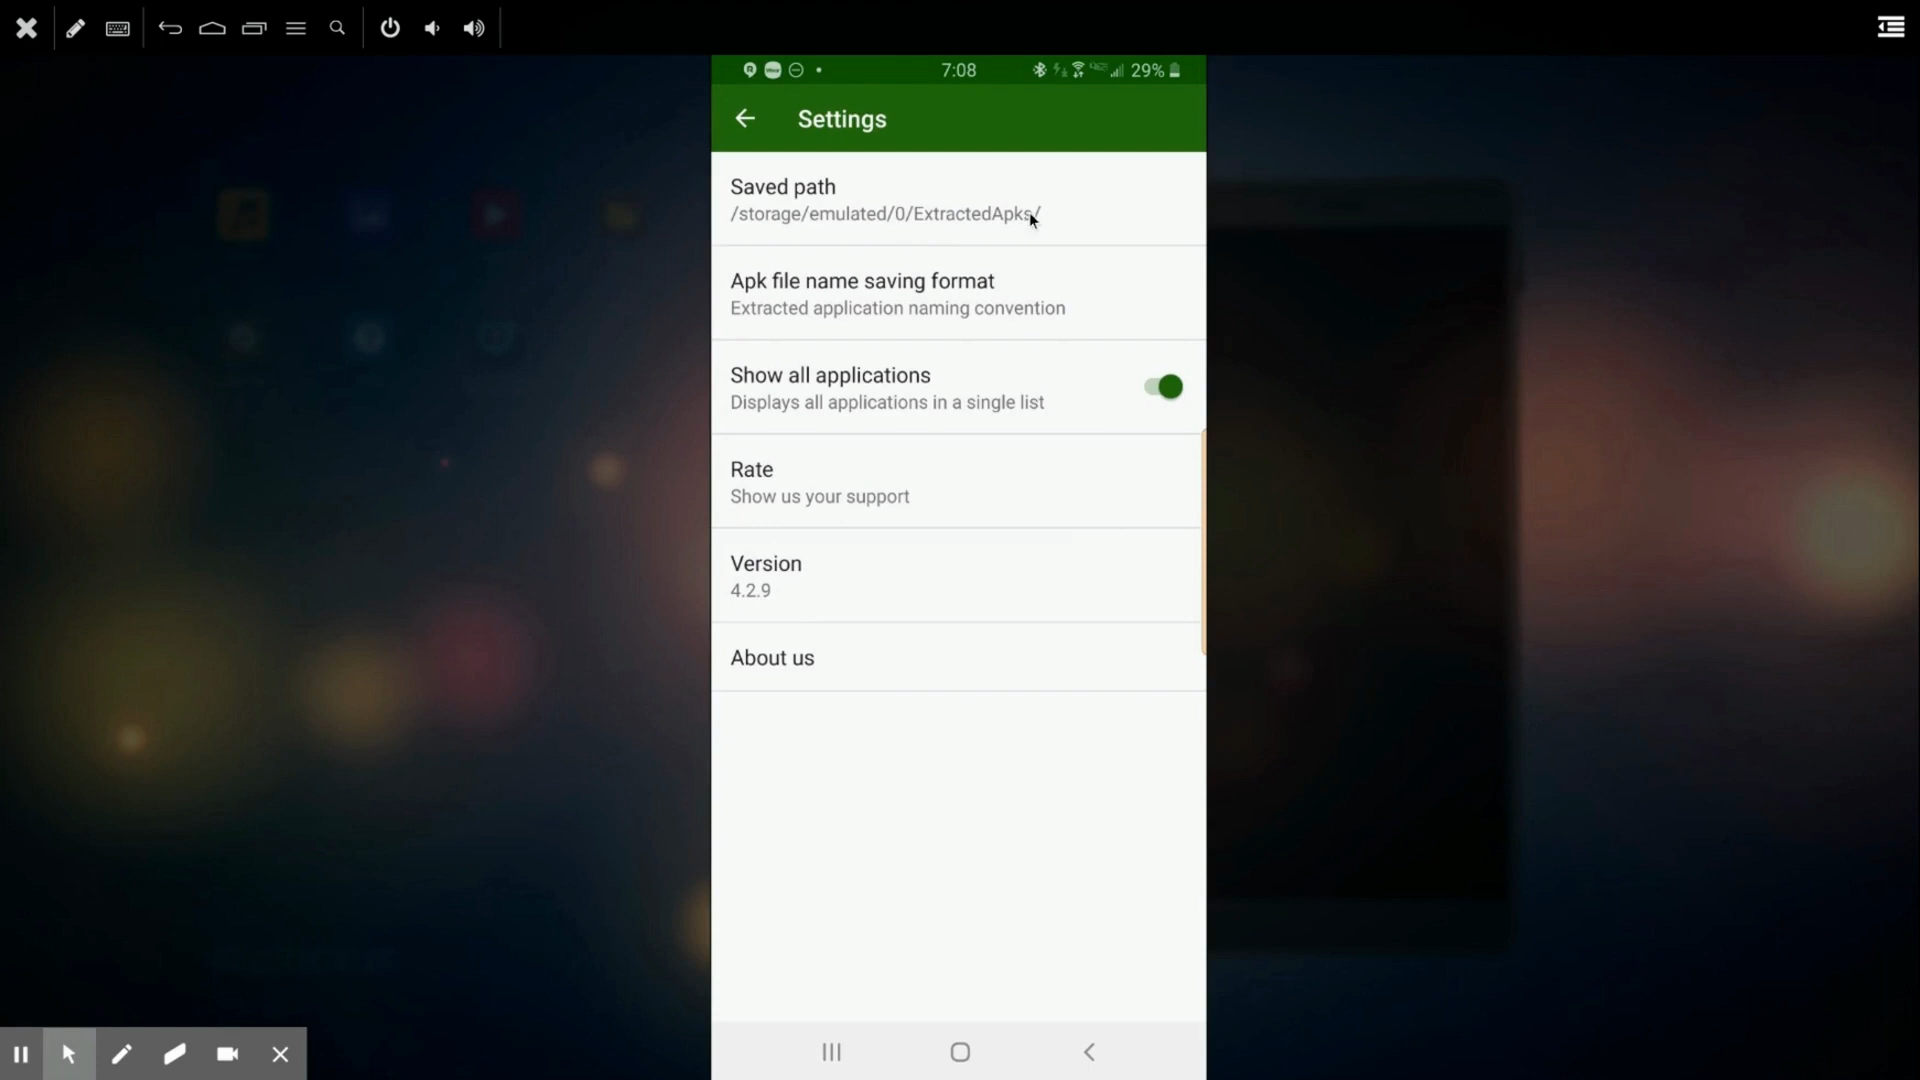 7:08
29%
Settings
Saved path
/storage/emulated/0/ExtractedApks/
Apk file name saving format
Extracted application naming convention
Show all applications
Displays all applications in a single list
Rate
Show us your support
Version
4.2.9
About us